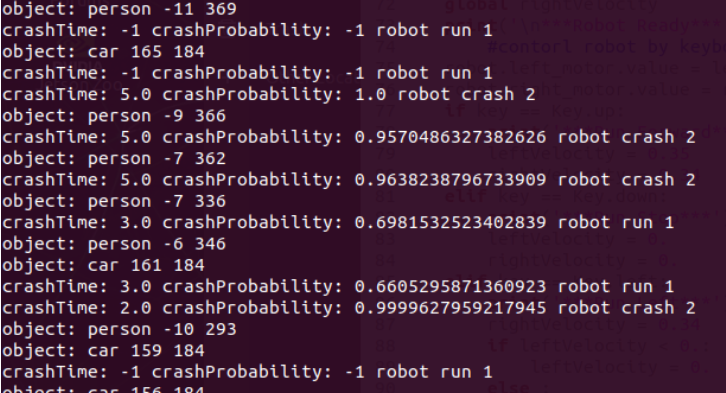 object: person -11 369
crashTime: -1 crashProbability: -1 robot run 1
object: car 165 184
crashTime: -1 crashProbability: -1 robot run 1
crashTime: 5.0 crashProbability: 1.0 robot crash 2
object: person -9 366
crashTime: 5.0 crashProbability: 0.9570486327382626 robot crash 2
object: person -7 362
crashTime: 5.0 crashProbability: 0.9638238796733909 robot crash 2
object: person -7 336
crashTime: 3.0 crashProbability: 0.6981532523402839 robot run 1
object: person -6 346
object: car 161 184
crashTime: 3.0 crashProbability: 0.6605295871360923 robot run 1
crashTime: 2.0 crashProbability: 0.9999627959217945 robot crash 2
object: person -10 293
object: car 159 184
crashTime: -1 crashProbability: -1 robot run 1
object: car 156 184